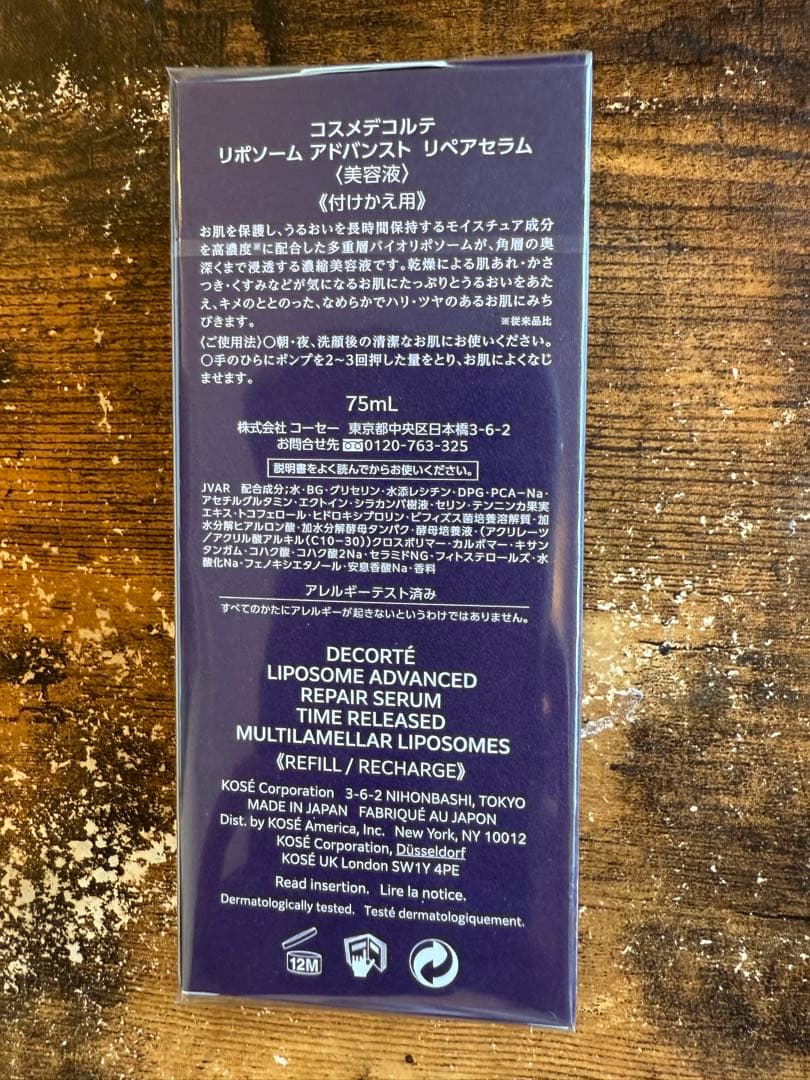 コスメデコルテ
リポソーム アドバンスト リペアセラム
〈美容液〉
《付けかえ用》
お肌を保護し、うるおいを長時間保持するモイスチュア成分
を高濃度※に配合した多重層バイオリポソームが、角層の奥
深くまで浸透する濃縮美容液です。乾燥による肌あれ・かさ
つき・くすみなどが気になるお肌にたっぷりとうるおいをあた
え、キメのととのった、なめらかでハリ・ツヤのあるお肌にみち
びきます。 ※従来品比
〈ご使用法〉〇朝・夜、洗顔後の清潔なお肌にお使いください。
〇手のひらにポンプを2～3回押した量をとり、お肌によくなじ
ませます。
75mL
株式会社 コーセー 東京都中央区日本橋3-6-2
お問合せ先 0120-763-325
説明書をよく読んでからお使いください。
JVAR 配合成分；水・BG・グリセリン・水添レシチン・DPG・PCA－Na・
アセチルグルタミン・エクトイン・シラカンバ樹液・セリン・テンニンカ果実
エキス・トコフェロール・ヒドロキシプロリン・ビフィズス菌培養溶解質・加
水分解ヒアルロン酸・加水分解酵母タンパク・酵母培養液・（アクリレーツ
／アクリル酸アルキル（C10－30））クロスポリマー・カルボマー・キサン
タンガム・コハク酸・コハク酸2Na・セラミドNG・フィトステロールズ・水
酸化Na・フェノキシエタノール・安息香酸Na・香料
アレルギーテスト済み
すべてのかたにアレルギーが起きないというわけではありません。
DECORTÉ
LIPOSOME ADVANCED
REPAIR SERUM
TIME RELEASED
MULTILAMELLAR LIPOSOMES
《REFILL / RECHARGE》
KOSÉ Corporation 3-6-2 NIHONBASHI, TOKYO
MADE IN JAPAN FABRIQUÉ AU JAPON
Dist. by KOSÉ America, Inc. New York, NY 10012
KOSÉ Corporation, Düsseldorf
KOSÉ UK London SW1Y 4PE
Read insertion. Lire la notice.
Dermatologically tested. Testé dermatologiquement.
12M